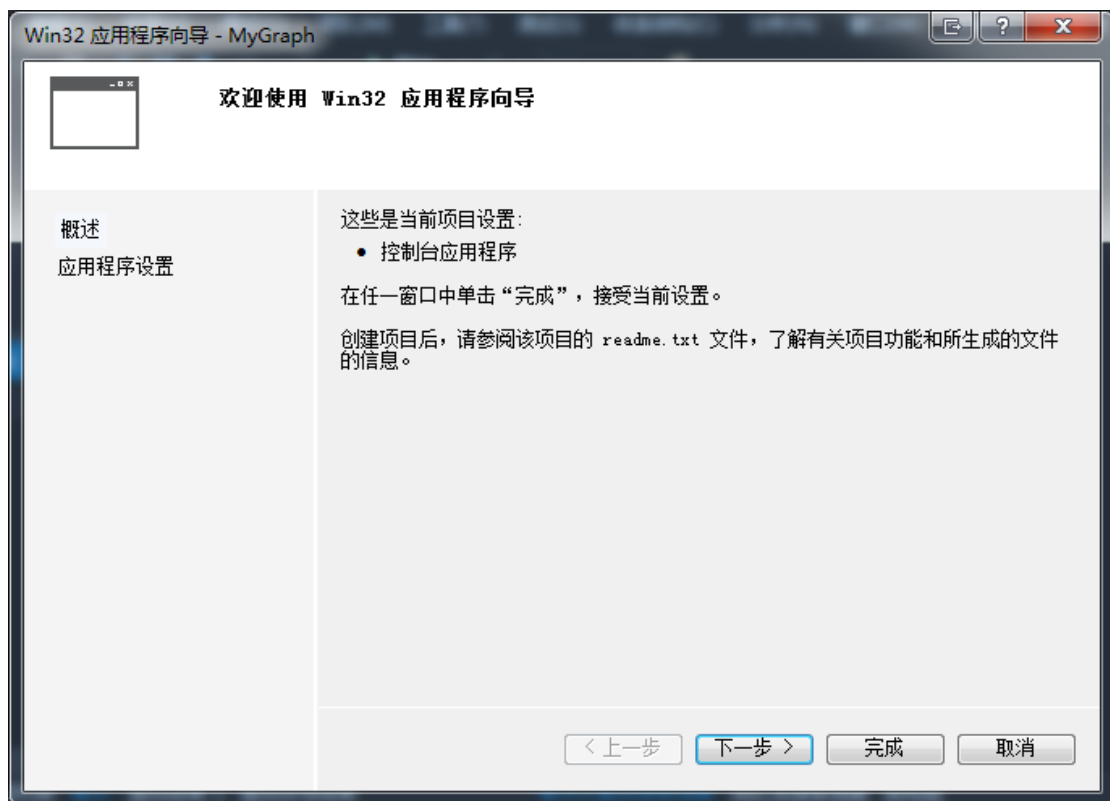 Win32 应用程序向导 - MyGraph
欢迎使用 Win32 应用程序向导
概述
应用程序设置
这些是当前项目设置:
• 控制台应用程序
在任一窗口中单击“完成”，接受当前设置。
创建项目后，请参阅该项目的 readme.txt 文件，了解有关项目功能和所生成的文件
的信息。
< 上一步
下一步 >
完成
取消